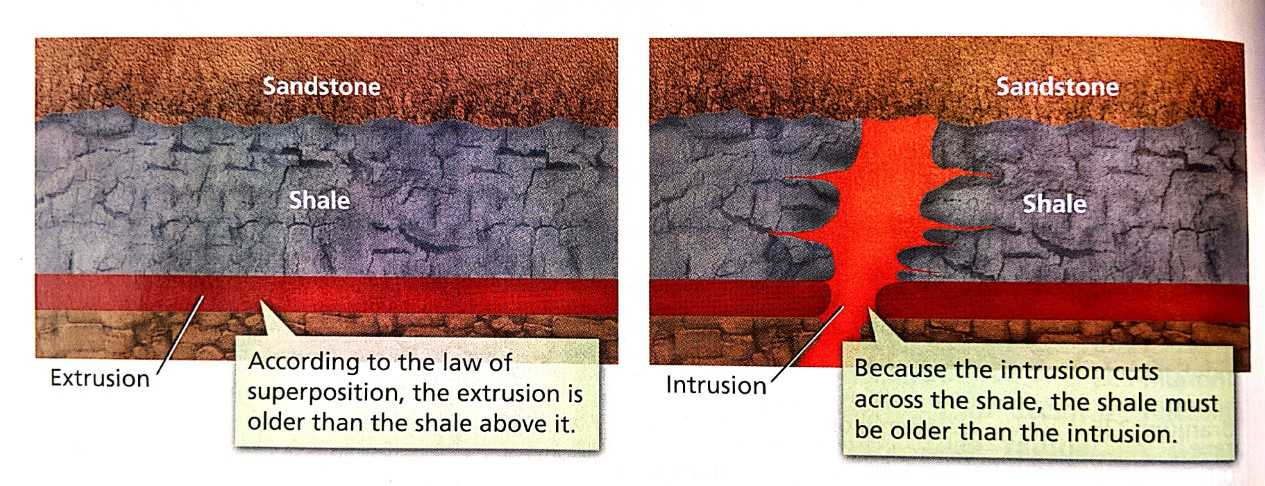 Sandstone
Shale
Extrusion
According to the law of
superposition, the extrusion is
older than the shale above it.
Sandstone
Shale
Intrusion
Because the intrusion cuts
across the shale, the shale must
be older than the intrusion.